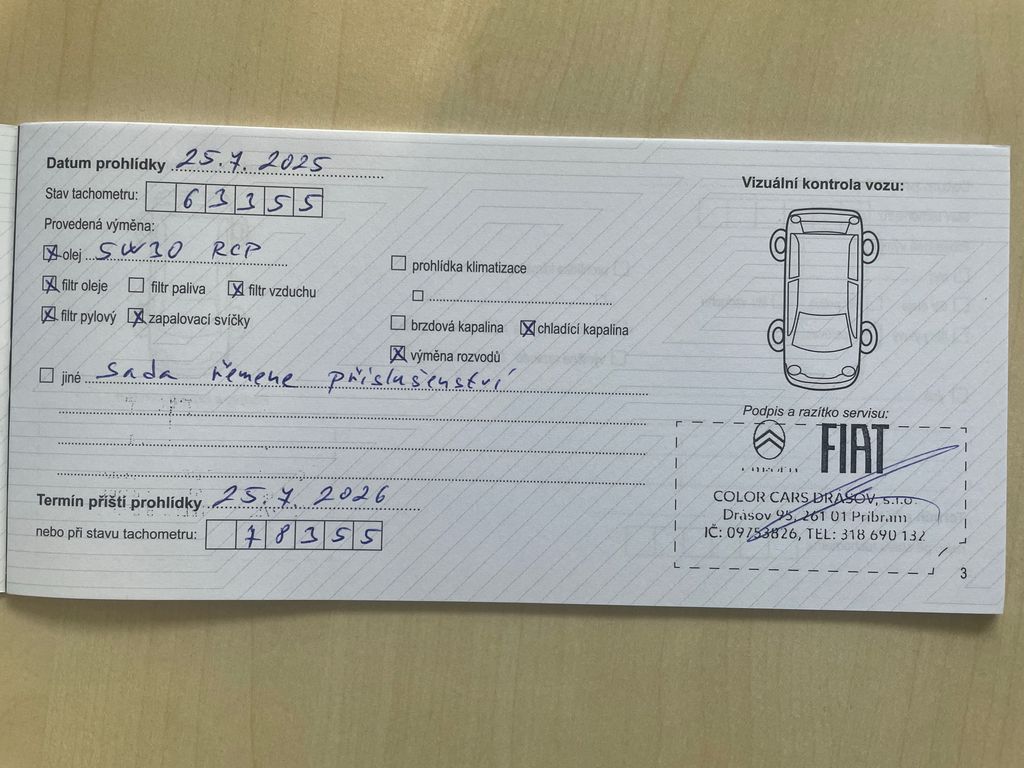 Datum prohlídky 25.7.2025
Stav tachometru: 63355
Provedená výměna:
olej 5W30 RCP
filtr oleje filtr paliva filtr vzduchu
filtr pylový zapalovací svíčky
jiné sada řemene příslušenství
Termín příští prohlídky 25.7.2026
nebo při stavu tachometru: 78355
prohlídka klimatizace
brzdová kapalina chladící kapalina
výměna rozvodů
Vizuální kontrola vozu:
Podpis a razítko servisu:
FIAT
COLOR CARS DRASOV, s.r.o.
Drásov 95, 261 01 Příbram
IČ: 09753826, TEL: 318 690 132
3